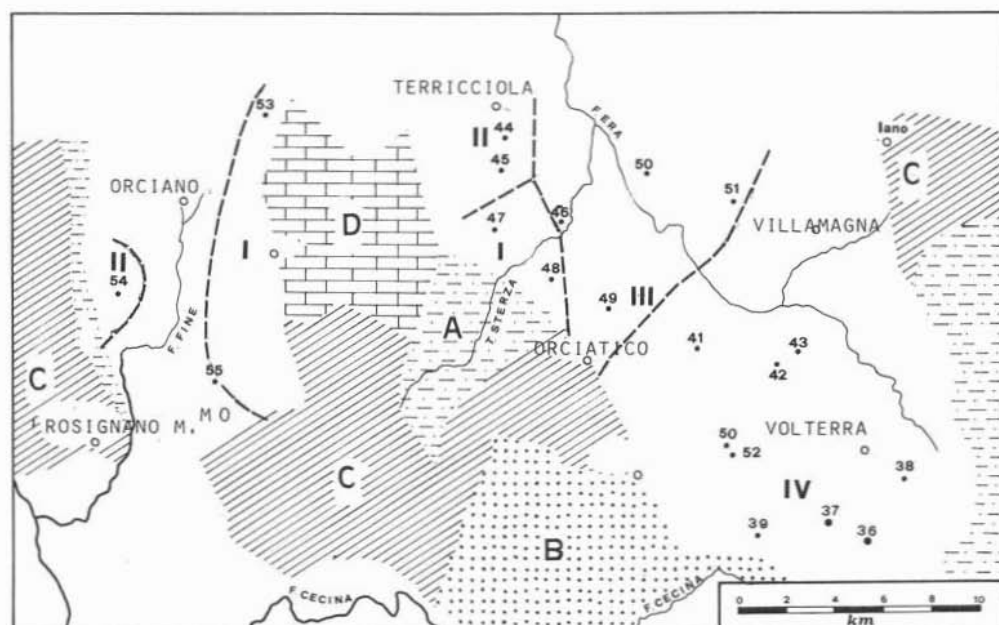 TERRICCIOLA
53
II
44
F. ERA
Iano
45
50
C
ORCIANO
51
D
47
46
VILLAMAGNA
I
I
II
54
48
49
III
A
T. STERZA
F. FINE
41
43
ORCIATICO
42
C
55
MO
ROSIGNANO M.
50
52
VOLTERRA
C
38
IV
37
39
36
B
F. CECINA
F. CECINA
0 2 4 6 8 10
km